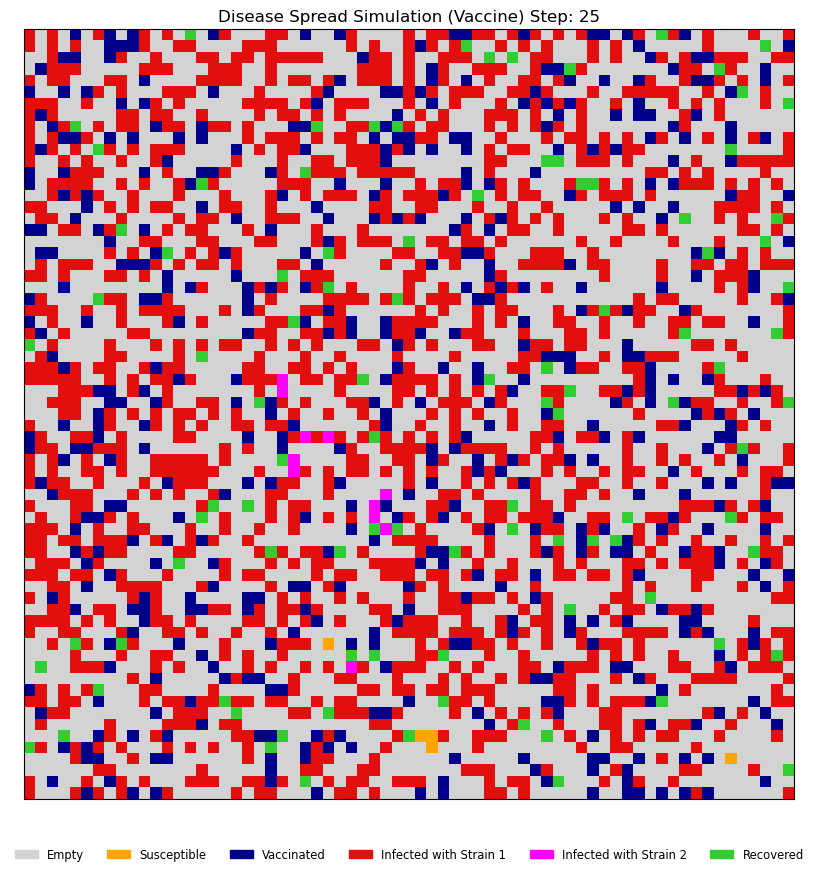 Disease Spread Simulation (Vaccine) Step: 25
Empty Susceptible Vaccinated Infected with Strain 1 Infected with Strain 2 Recovered